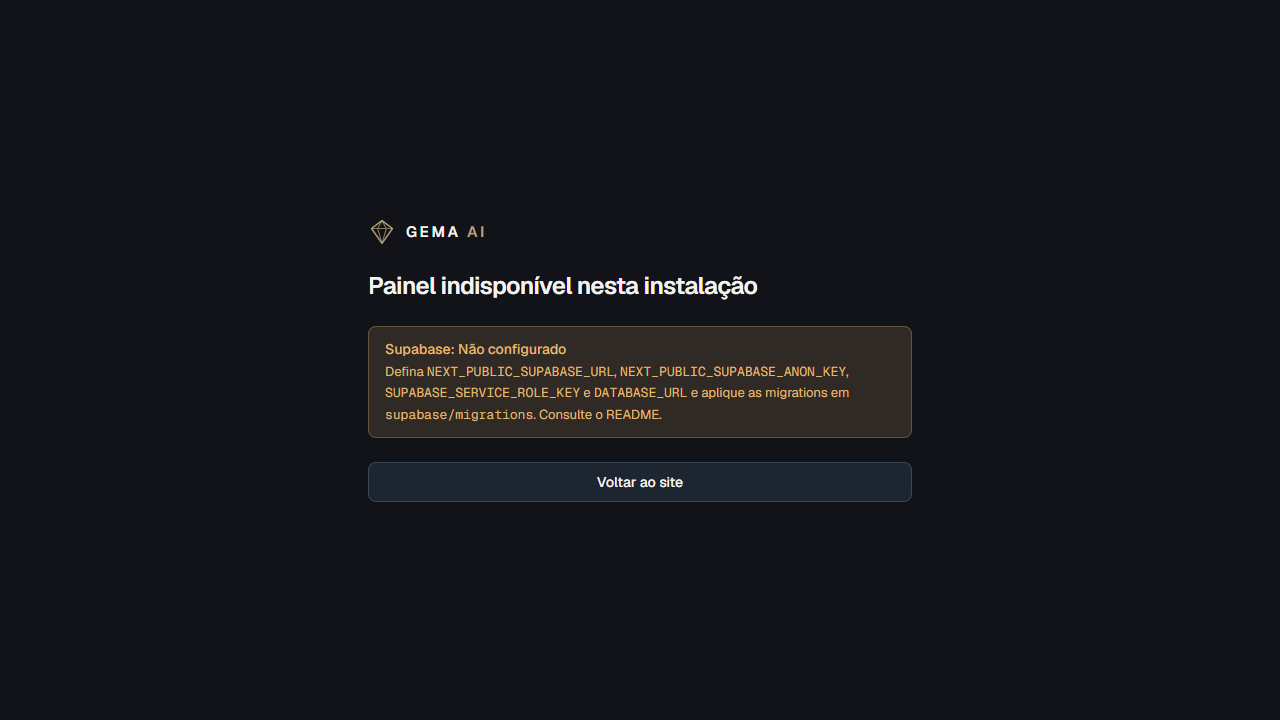 GEMA AI
Painel indisponível nesta instalação
Supabase: Não configurado
Defina NEXT_PUBLIC_SUPABASE_URL, NEXT_PUBLIC_SUPABASE_ANON_KEY,
SUPABASE_SERVICE_ROLE_KEY e DATABASE_URL e aplique as migrations em
supabase/migrations. Consulte o README.
Voltar ao site